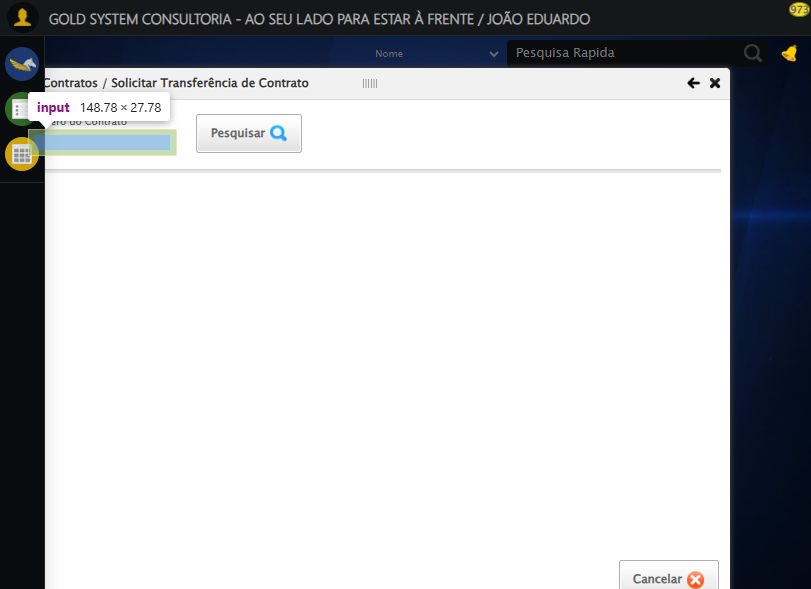 GOLD SYSTEM CONSULTORIA - AO SEU LADO PARA ESTAR À FRENTE / JOÃO EDUARDO
973
Nome
Pesquisa Rapida
Contratos / Solicitar Transferência de Contrato
input 148.78 × 27.78
do Contrato
Pesquisar
Cancelar